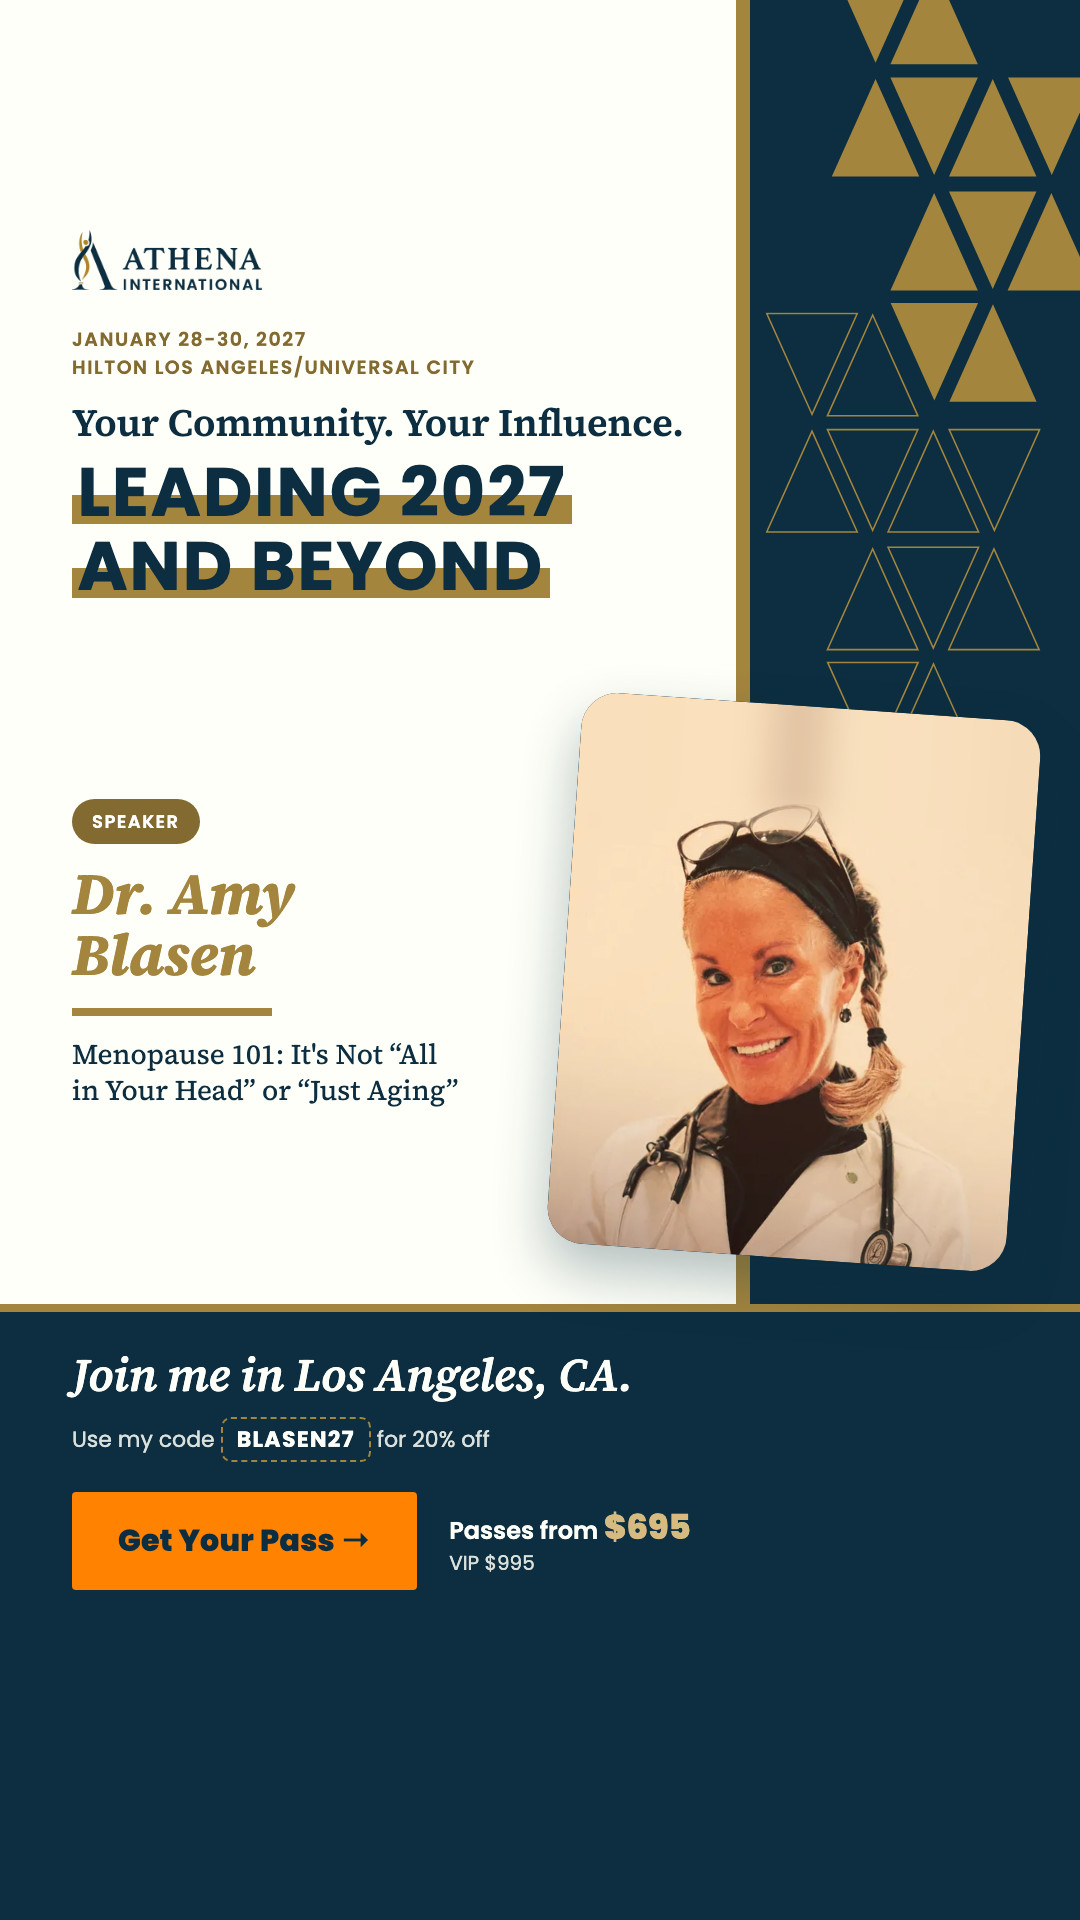 ATHENA
INTERNATIONAL
JANUARY 28-30, 2027
HILTON LOS ANGELES/UNIVERSAL CITY
Your Community. Your Influence.
LEADING 2027
AND BEYOND
SPEAKER
Dr. Amy
Blasen
Menopause 101: It's Not “All
in Your Head” or “Just Aging”
Join me in Los Angeles, CA.
Use my code BLASEN27 for 20% off
Get Your Pass →
Passes from $695
VIP $995